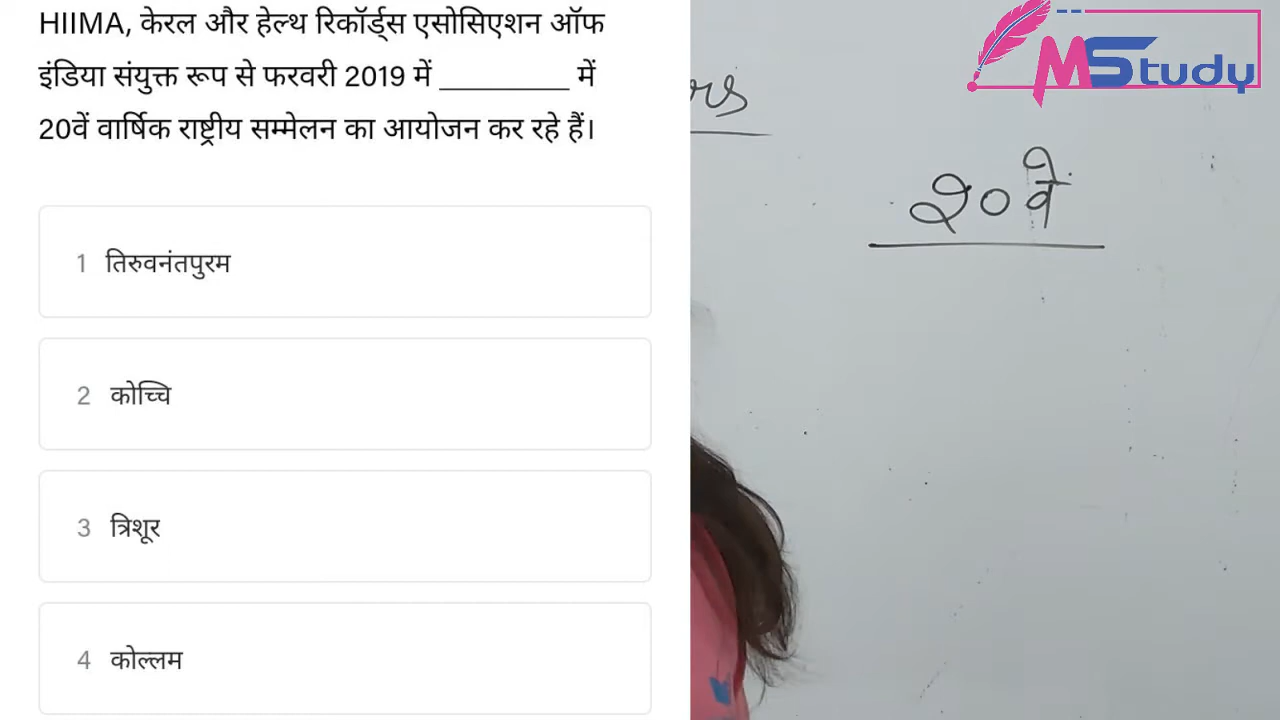 HIIMA, केरल और हेल्थ रिकॉर्ड्स एसोसिएशन ऑफ
इंडिया संयुक्त रूप से फरवरी 2019 में _________ में
20वें वार्षिक राष्ट्रीय सम्मेलन का आयोजन कर रहे हैं।
1 तिरुवनंतपुरम
2 कोच्चि
3 त्रिशूर
4 कोल्लम
MStudy
२०वें